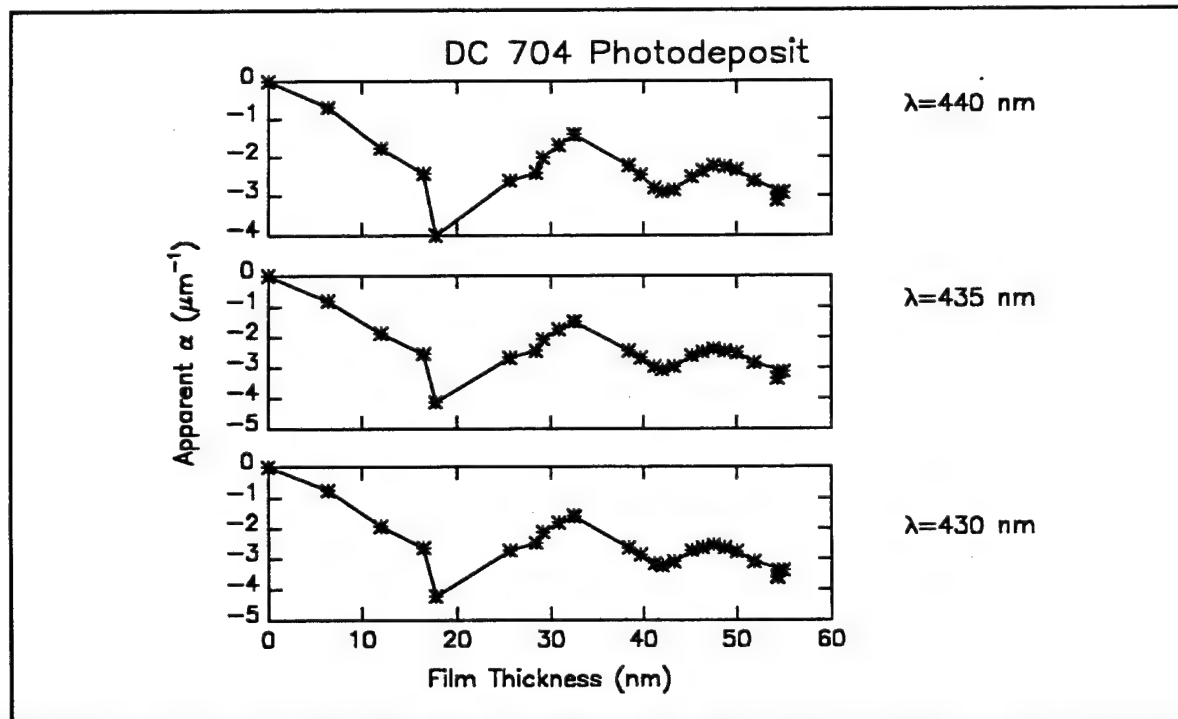 DC 704 Photodeposit
0
-1
-2
-3
-4
λ=440 nm
0
-1
-2
-3
-4
-5
λ=435 nm
0
-1
-2
-3
-4
-5
λ=430 nm
Apparent α (μm⁻¹)
0 10 20 30 40 50 60
Film Thickness (nm)